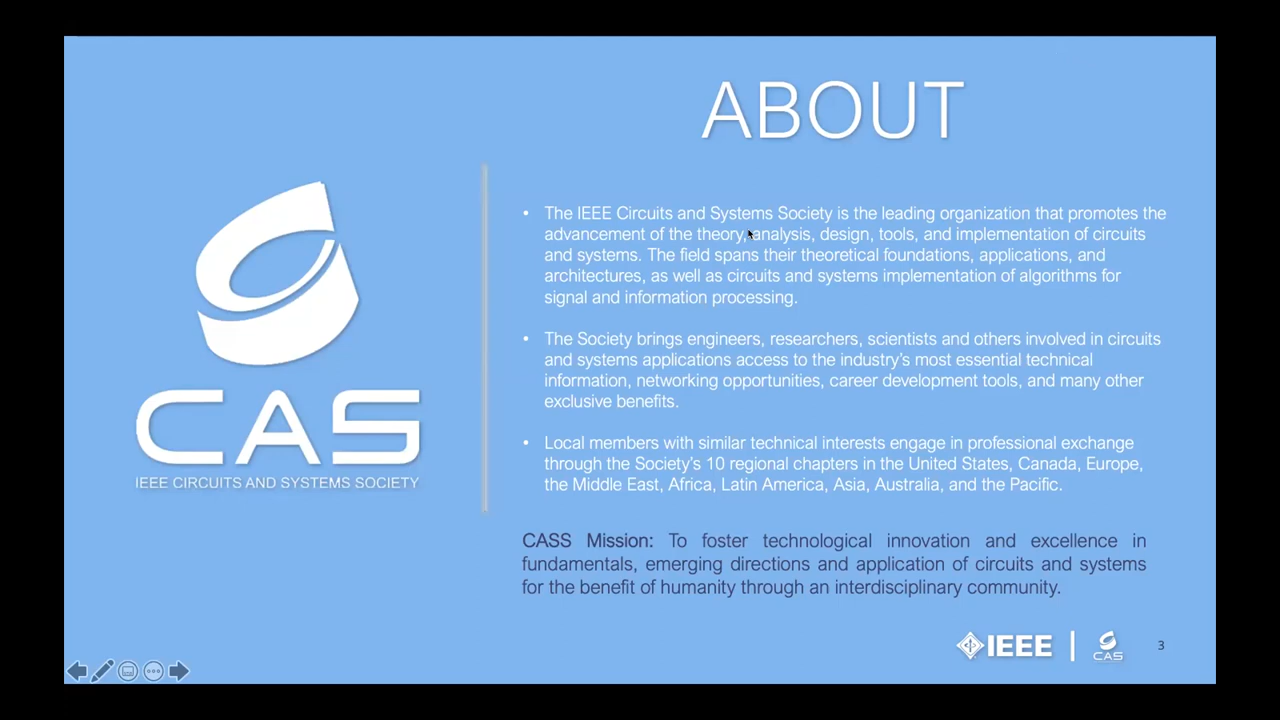 ABOUT
• The IEEE Circuits and Systems Society is the leading organization that promotes the
advancement of the theory, analysis, design, tools, and implementation of circuits
and systems. The field spans their theoretical foundations, applications, and
architectures, as well as circuits and systems implementation of algorithms for
signal and information processing.
• The Society brings engineers, researchers, scientists and others involved in circuits
and systems applications access to the industry's most essential technical
information, networking opportunities, career development tools, and many other
exclusive benefits.
• Local members with similar technical interests engage in professional exchange
through the Society's 10 regional chapters in the United States, Canada, Europe,
the Middle East, Africa, Latin America, Asia, Australia, and the Pacific.
CASS Mission: To foster technological innovation and excellence in
fundamentals, emerging directions and application of circuits and systems
for the benefit of humanity through an interdisciplinary community.
CAS
IEEE CIRCUITS AND SYSTEMS SOCIETY
IEEE
CAS
3